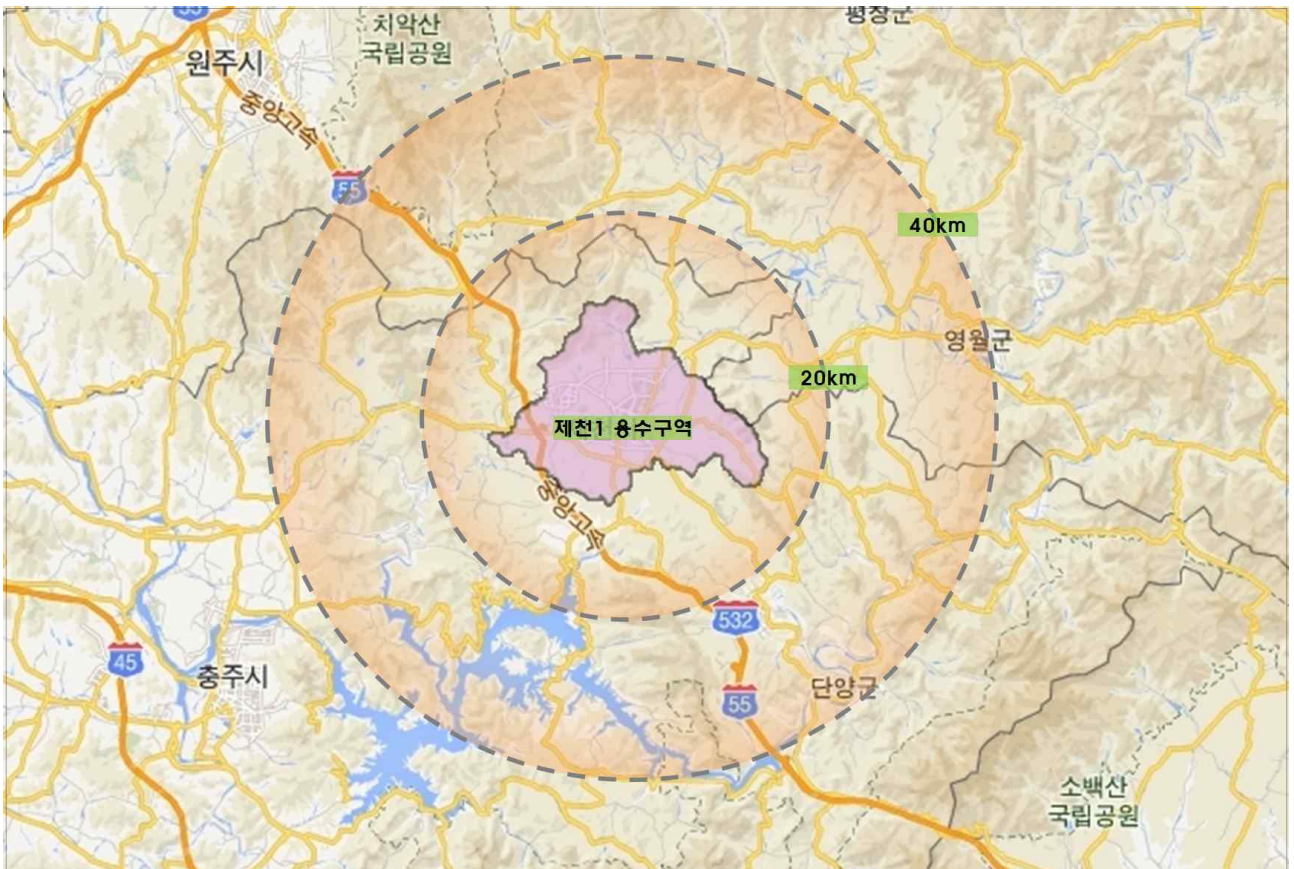 55
치악산
국립공원
평창군
원주시
중앙고속
55
40km
영월군
20km
제천1 용수구역
중앙고속
532
45
충주시
단양군
55
소백산
국립공원